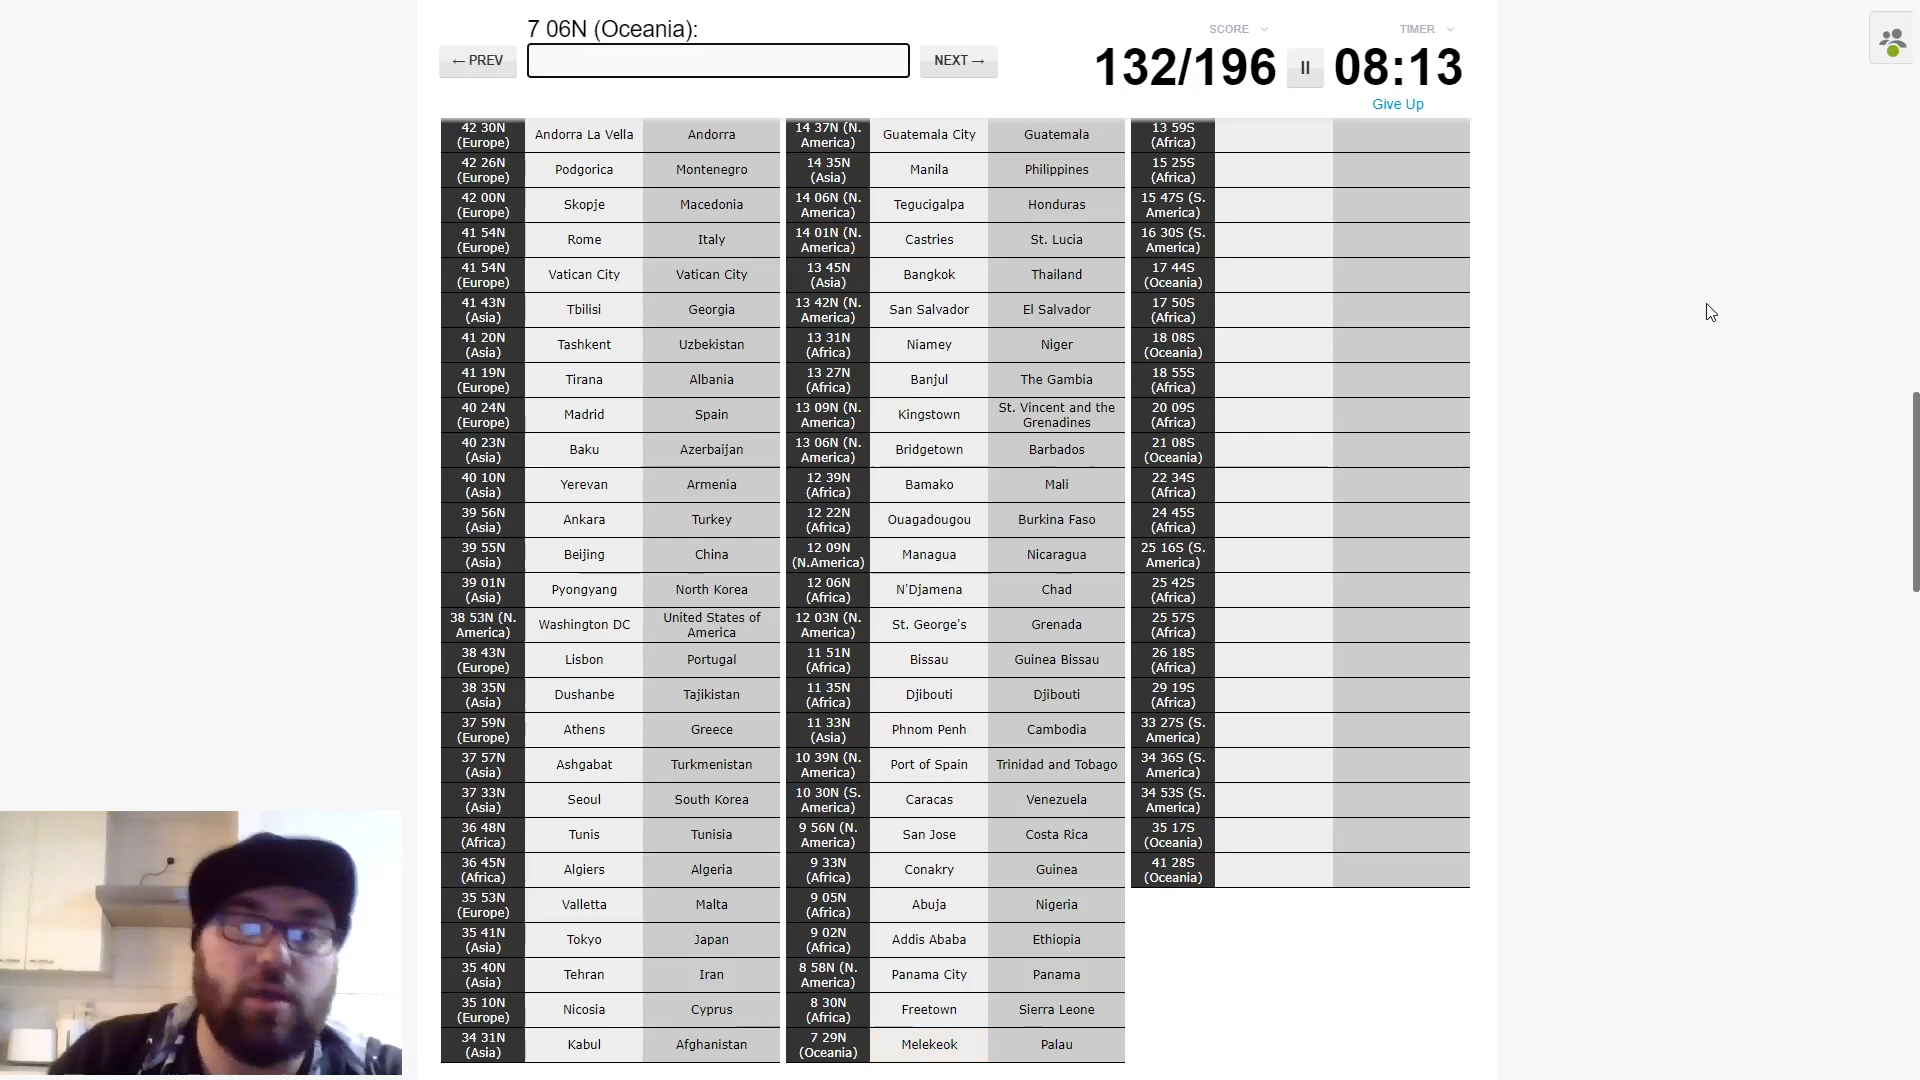 7 06N (Oceania):
← PREV
NEXT →
SCORE
132/196
TIMER
08:13
Give Up
42 30N (Europe) Andorra La Vella Andorra
42 26N (Europe) Podgorica Montenegro
42 00N (Europe) Skopje Macedonia
41 54N (Europe) Rome Italy
41 54N (Europe) Vatican City Vatican City
41 43N (Asia) Tbilisi Georgia
41 20N (Asia) Tashkent Uzbekistan
41 19N (Europe) Tirana Albania
40 24N (Europe) Madrid Spain
40 23N (Asia) Baku Azerbaijan
40 10N (Asia) Yerevan Armenia
39 56N (Asia) Ankara Turkey
39 55N (Asia) Beijing China
39 01N (Asia) Pyongyang North Korea
38 53N (N. America) Washington DC United States of America
38 43N (Europe) Lisbon Portugal
38 35N (Asia) Dushanbe Tajikistan
37 59N (Europe) Athens Greece
37 57N (Asia) Ashgabat Turkmenistan
37 33N (Asia) Seoul South Korea
36 48N (Africa) Tunis Tunisia
36 45N (Africa) Algiers Algeria
35 53N (Europe) Valletta Malta
35 41N (Asia) Tokyo Japan
35 40N (Asia) Tehran Iran
35 10N (Europe) Nicosia Cyprus
34 31N (Asia) Kabul Afghanistan
14 37N (N. America) Guatemala City Guatemala
14 35N (Asia) Manila Philippines
14 06N (N. America) Tegucigalpa Honduras
14 01N (N. America) Castries St. Lucia
13 45N (Asia) Bangkok Thailand
13 42N (N. America) San Salvador El Salvador
13 31N (Africa) Niamey Niger
13 27N (Africa) Banjul The Gambia
13 09N (N. America) Kingstown St. Vincent and the Grenadines
13 06N (N. America) Bridgetown Barbados
12 39N (Africa) Bamako Mali
12 22N (Africa) Ouagadougou Burkina Faso
12 09N (N.America) Managua Nicaragua
12 06N (Africa) N'Djamena Chad
12 03N (N. America) St. George's Grenada
11 51N (Africa) Bissau Guinea Bissau
11 35N (Africa) Djibouti Djibouti
11 33N (Asia) Phnom Penh Cambodia
10 39N (N. America) Port of Spain Trinidad and Tobago
10 30N (S. America) Caracas Venezuela
9 56N (N. America) San Jose Costa Rica
9 33N (Africa) Conakry Guinea
9 05N (Africa) Abuja Nigeria
9 02N (Africa) Addis Ababa Ethiopia
8 58N (N. America) Panama City Panama
8 30N (Africa) Freetown Sierra Leone
7 29N (Oceania) Melekeok Palau
13 59S (Africa)
15 25S (Africa)
15 47S (S. America)
16 30S (S. America)
17 44S (Oceania)
17 50S (Africa)
18 08S (Oceania)
18 55S (Africa)
20 09S (Africa)
21 08S (Oceania)
22 34S (Africa)
24 45S (Africa)
25 16S (S. America)
25 42S (Africa)
25 57S (Africa)
26 18S (Africa)
29 19S (Africa)
33 27S (S. America)
34 36S (S. America)
34 53S (S. America)
35 17S (Oceania)
41 28S (Oceania)